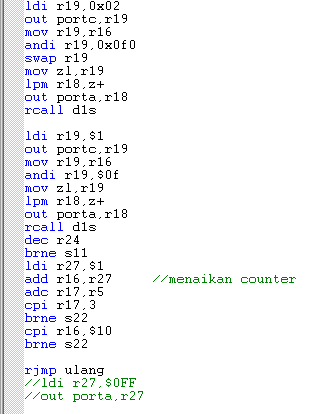 ldi r19,0x02
out portc,r19
mov r19,r16
andi r19,0x0f0
swap r19
mov zl,r19
lpm r18,z+
out porta,r18
rcall d1s
ldi r19,$1
out portc,r19
mov r19,r16
andi r19,$0f
mov zl,r19
lpm r18,z+
out porta,r18
rcall d1s
dec r24
brne s11
ldi r27,$1
add r16,r27 //menaikan counter
adc r17,r5
cpi r17,3
brne s22
cpi r16,$10
brne s22
rjmp ulang
//ldi r27,$0FF
//out porta,r27